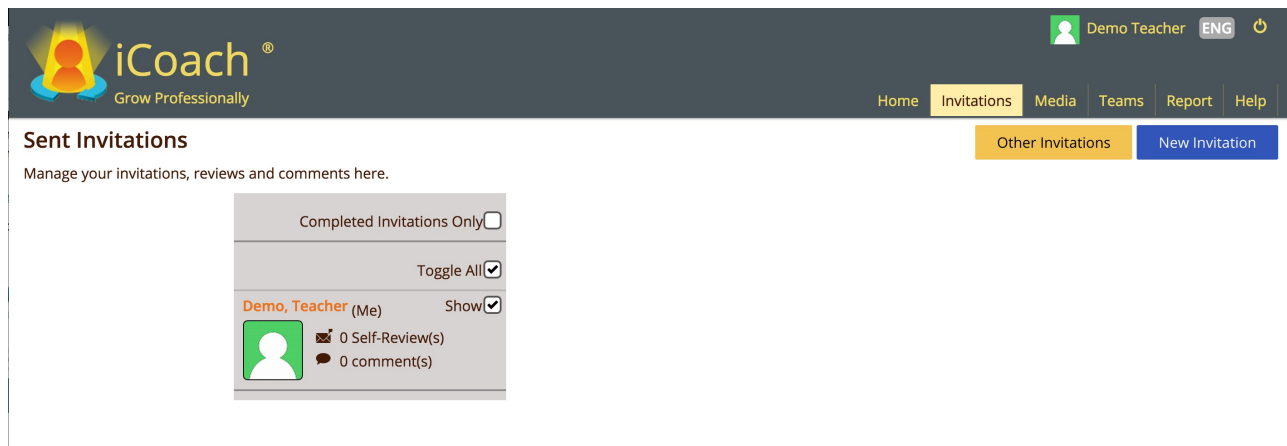 Demo Teacher ENG
iCoach ®
Grow Professionally
Home Invitations Media Teams Report Help
Sent Invitations
Other Invitations New Invitation
Manage your invitations, reviews and comments here.
Completed Invitations Only
Toggle All
Demo, Teacher (Me) Show
0 Self-Review(s)
0 comment(s)